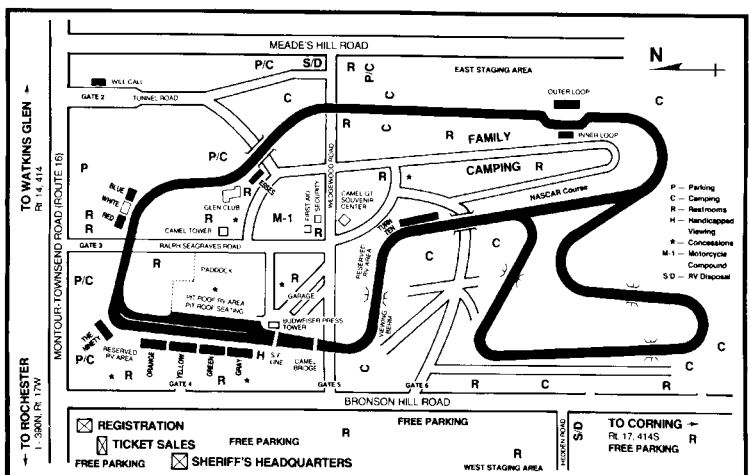 MEADE'S HILL ROAD
N
P/C
S/D
R
P/C
EAST STAGING AREA
WILL CALL
OUTER LOOP
GATE 2
TUNNEL ROAD
C
C
C
C
INNER LOOP
R
C
R
FAMILY
CAMPING
R
P/C
P
ESSES
R
R
WEDGEWOOD ROAD
NASCAR Course
BLUE
WHITE
RED
R
R
GLEN CLUB
R
*
M-1
FIRST AID
SECURITY
R
CAMEL GT
SOUVENIR
CENTER
TURN
TEN
CAMEL TOWER
GATE 3
RALPH SEAGRAVES ROAD
P — Parking
C — Camping
R — Restrooms
H — Handicapped
Viewing
* — Concessions
M-1 — Motorcycle
Compound
S/D — RV Disposal
TO WATKINS GLEN →
Rt 14, 414
MONTOUR-TOWNSEND ROAD (ROUTE 16)
← TO ROCHESTER
I - 390N, Rt. 17W
P/C
R
PADDOCK
* R
GARAGE
PIT ROOF RV AREA
PIT ROOF SEATING
BUDWEISER PRESS
TOWER
RESERVED
RV AREA
VIEWING
BERM
C
C
C
C
R
R
C
THE
NINETY
P/C
RESERVED
RV AREA
ORANGE
YELLOW
GREEN
GRAY
H
S/F
LINE
CAMEL
BRIDGE
C
R
* R
R
*
GATE 4
GATE 5
GATE 6
R
C
R
C
C
BRONSON HILL ROAD
REGISTRATION
TICKET SALES
SHERIFF'S HEADQUARTERS
FREE PARKING
FREE PARKING
FREE PARKING
FREE PARKING
R
R
WEST STAGING AREA
HIDDEN ROAD
S/D
TO CORNING →
Rt. 17, 414S
R
FREE PARKING